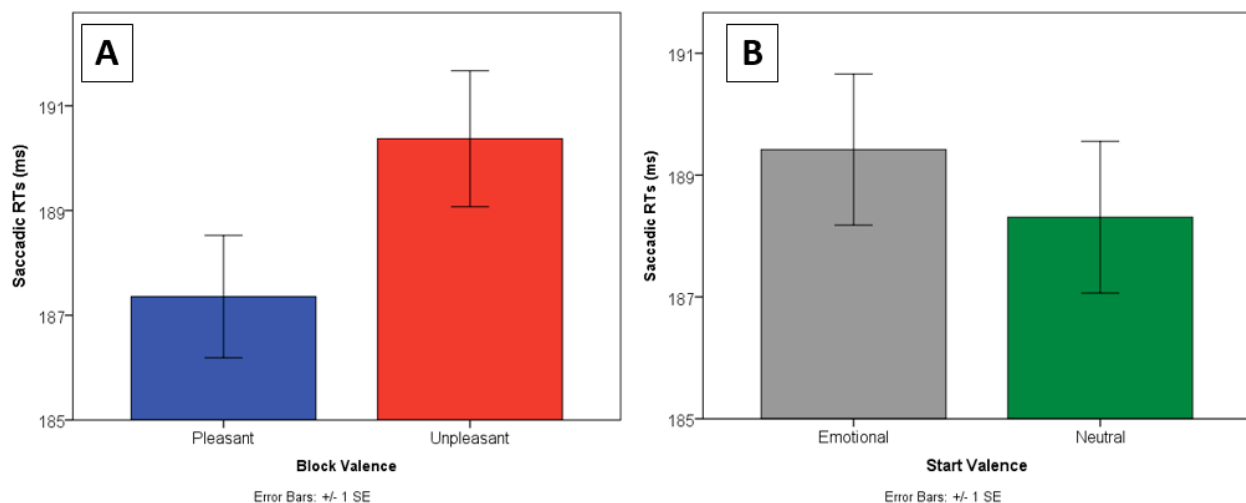 A
Saccadic RTs (ms)
191
189
187
185
Pleasant Unpleasant
Block Valence
Error Bars: +/- 1 SE
B
Saccadic RTs (ms)
191
189
187
185
Emotional Neutral
Start Valence
Error Bars: +/- 1 SE